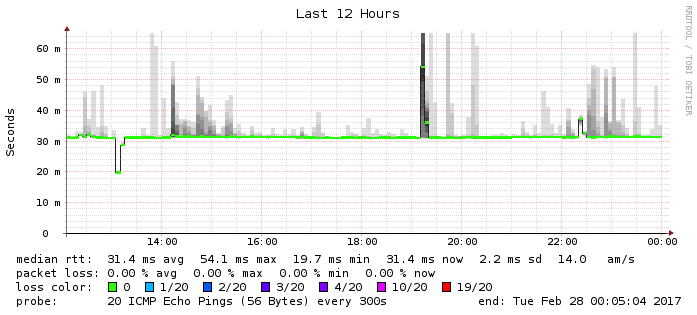 Last 12 Hours
RRDTOOL / TOBI OETIKER
Seconds
60 m
50 m
40 m
30 m
20 m
10 m
0
14:00 16:00 18:00 20:00 22:00 00:00
median rtt: 31.4 ms avg 54.1 ms max 19.7 ms min 31.4 ms now 2.2 ms sd 14.0 am/s
packet loss: 0.00 % avg 0.00 % max 0.00 % min 0.00 % now
loss color: 0 1/20 2/20 3/20 4/20 10/20 19/20
probe: 20 ICMP Echo Pings (56 Bytes) every 300s end: Tue Feb 28 00:05:04 2017